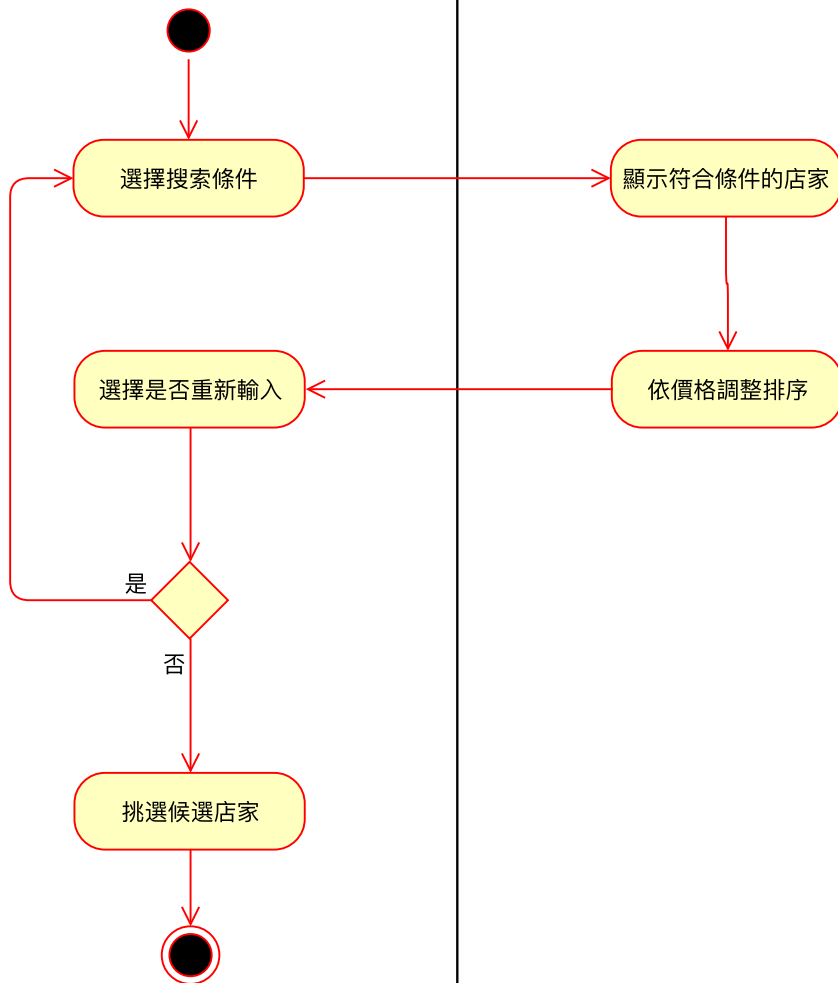 選擇搜索條件
顯示符合條件的店家
選擇是否重新輸入
依價格調整排序
是
否
挑選候選店家